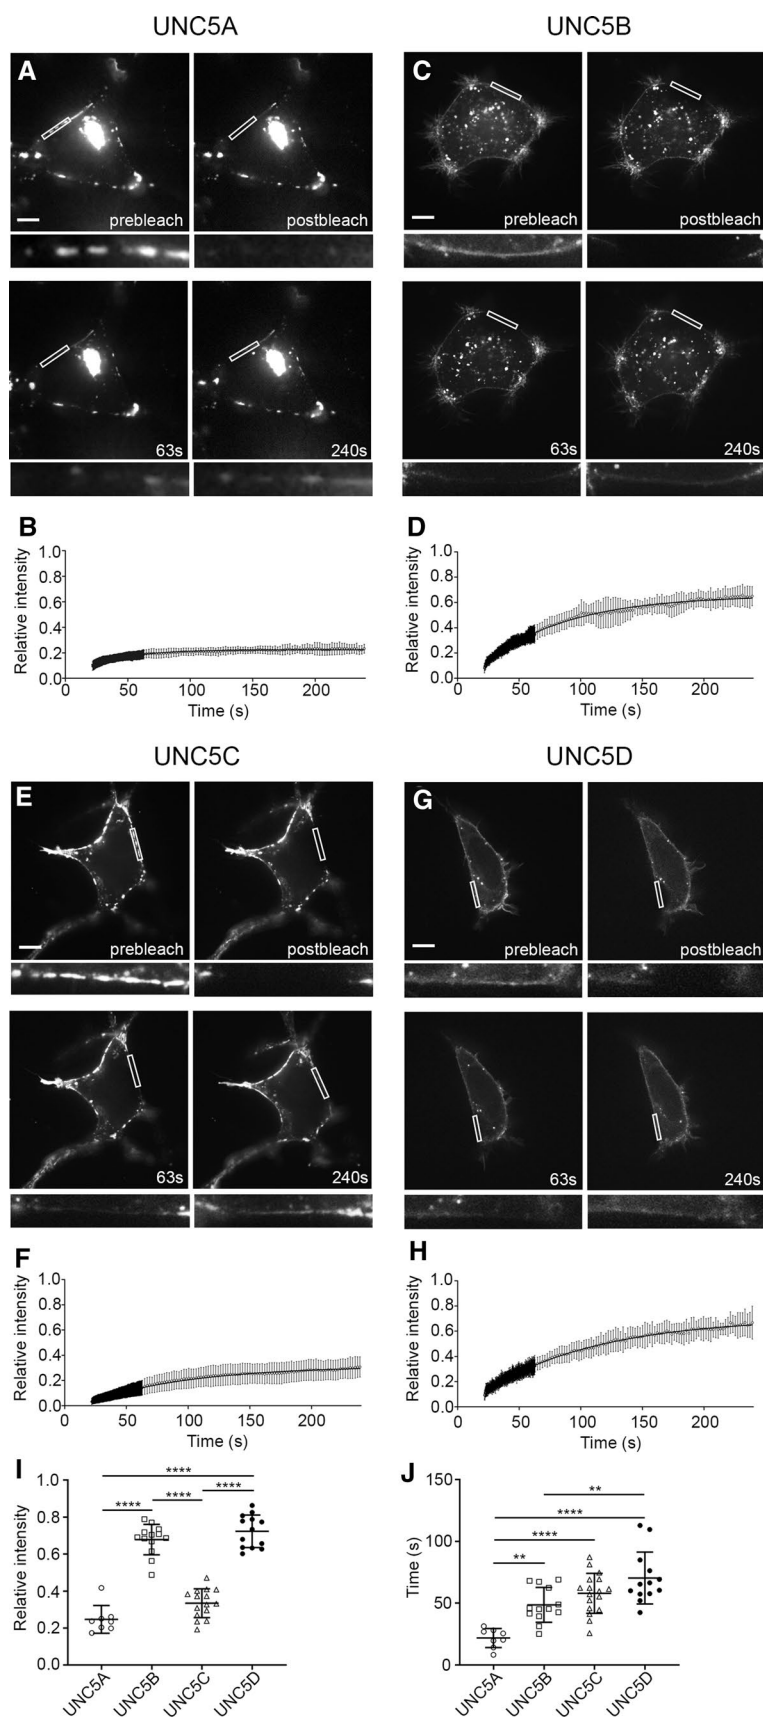 UNC5A UNC5B
A C
prebleach postbleach prebleach postbleach
63s 240s 63s 240s
B D
Relative intensity
1.0
0.8
0.6
0.4
0.2
0.0
0 50 100 150 200
Time (s)
Relative intensity
1.0
0.8
0.6
0.4
0.2
0.0
0 50 100 150 200
Time (s)
UNC5C UNC5D
E G
prebleach postbleach prebleach postbleach
63s 240s 63s 240s
F H
Relative intensity
1.0
0.8
0.6
0.4
0.2
0.0
0 50 100 150 200
Time (s)
Relative intensity
1.0
0.8
0.6
0.4
0.2
0.0
0 50 100 150 200
Time (s)
I J
Relative intensity
1.0
0.8
0.6
0.4
0.2
0.0
****
**** **** ****
UNC5A UNC5B UNC5C UNC5D
Time (s)
150
100
50
0
**
****
****
**
UNC5A UNC5B UNC5C UNC5D